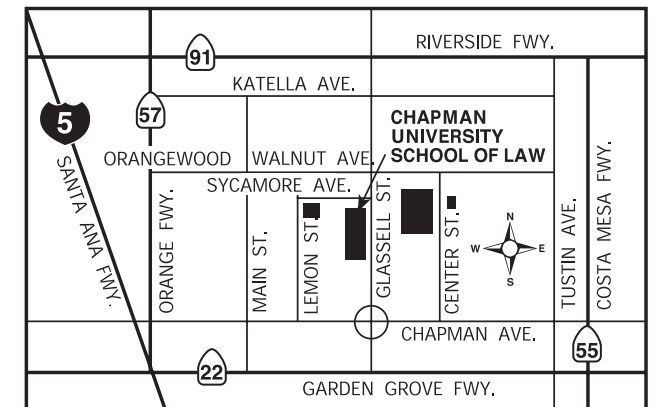 RIVERSIDE FWY.
91
KATELLA AVE.
5
57
CHAPMAN
UNIVERSITY
SCHOOL OF LAW
ORANGEWOOD
WALNUT AVE.
SYCAMORE AVE.
SANTA ANA FWY.
ORANGE FWY.
MAIN ST.
LEMON ST.
GLASSELL ST.
CENTER ST.
N
W
E
S
TUSTIN AVE.
COSTA MESA FWY.
CHAPMAN AVE.
55
22
GARDEN GROVE FWY.